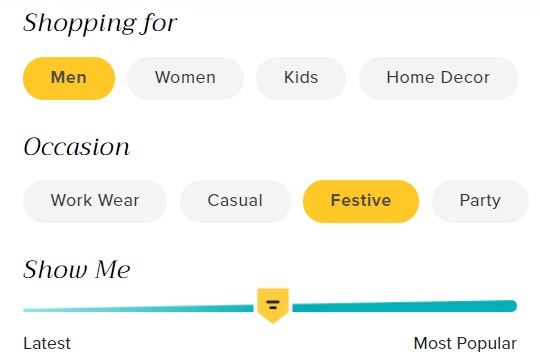 Shopping for
Men Women Kids Home Decor
Occasion
Work Wear Casual Festive Party
Show Me
Latest Most Popular